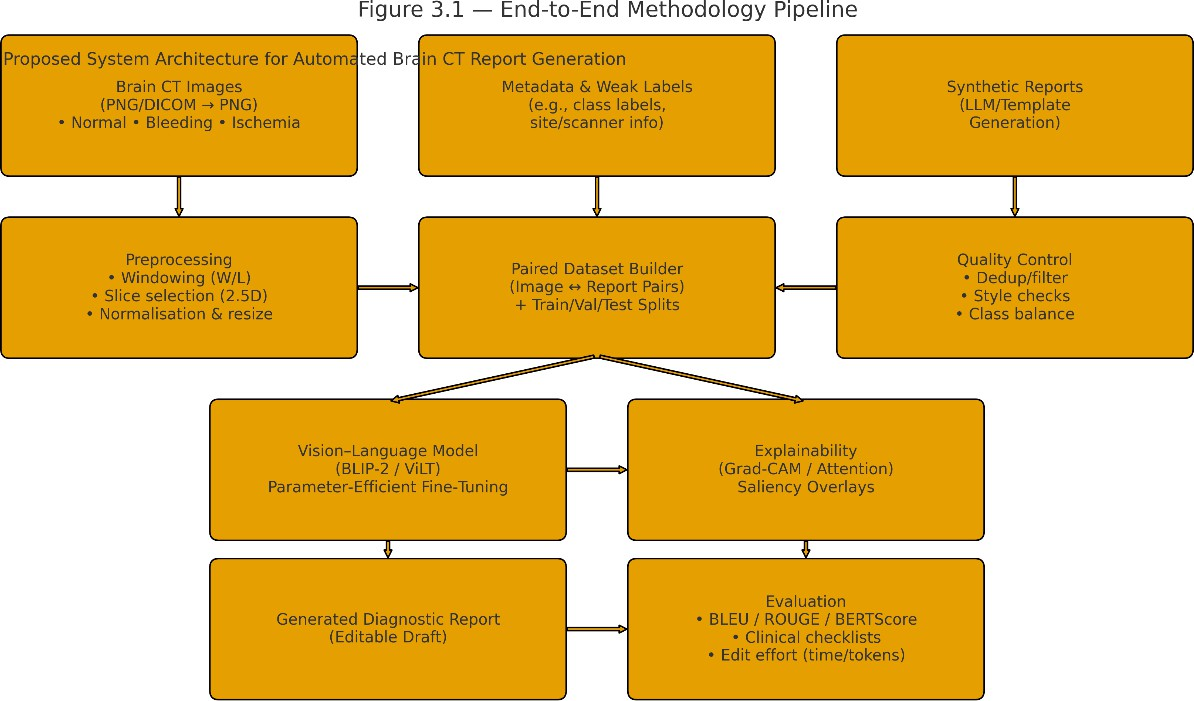 Figure 3.1 — End-to-End Methodology Pipeline
Proposed System Architecture for Automated Brain CT Report Generation
Brain CT Images
(PNG/DICOM → PNG)
• Normal • Bleeding • Ischemia
Metadata & Weak Labels
(e.g., class labels,
site/scanner info)
Synthetic Reports
(LLM/Template
Generation)
Preprocessing
• Windowing (W/L)
• Slice selection (2.5D)
• Normalisation & resize
Paired Dataset Builder
(Image ↔ Report Pairs)
+ Train/Val/Test Splits
Quality Control
• Dedup/filter
• Style checks
• Class balance
Vision–Language Model
(BLIP-2 / ViLT)
Parameter-Efficient Fine-Tuning
Explainability
(Grad-CAM / Attention)
Saliency Overlays
Generated Diagnostic Report
(Editable Draft)
Evaluation
• BLEU / ROUGE / BERTScore
• Clinical checklists
• Edit effort (time/tokens)